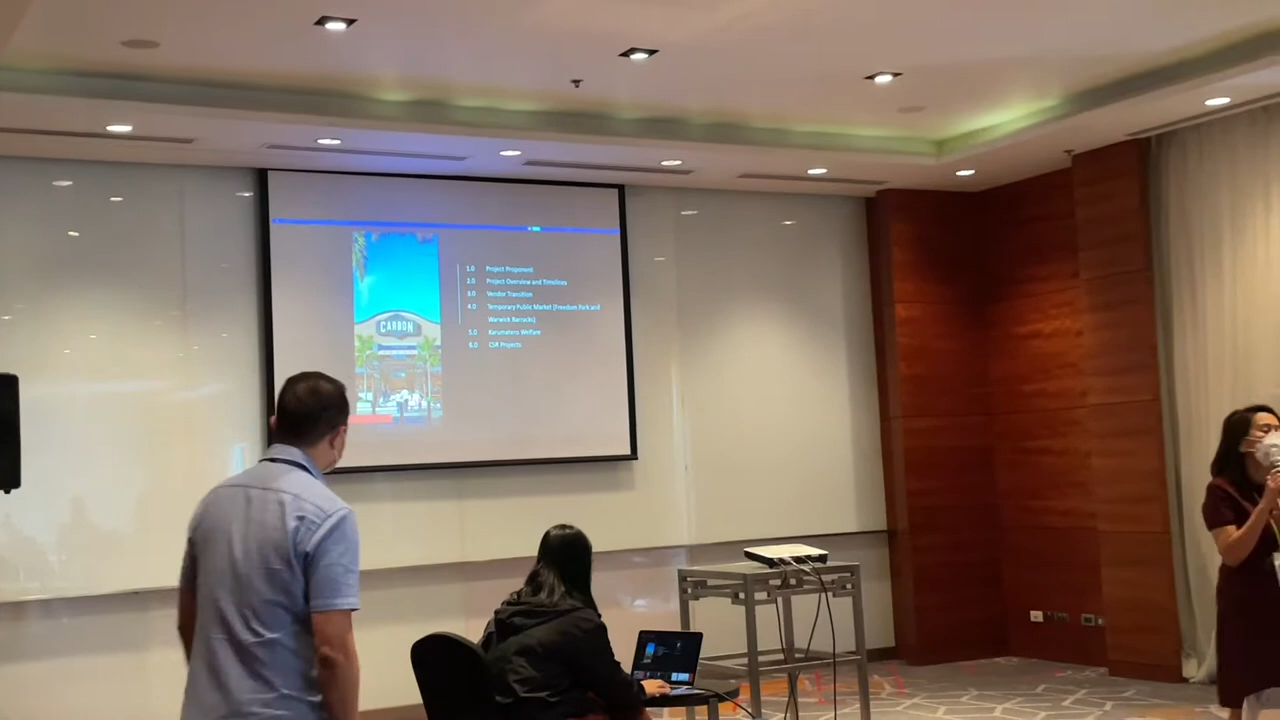 CARBON
1.0 Project Proponent
2.0 Project Overview and Timelines
3.0 Vendor Transition
4.0 Temporary Public Market (Freedom Park and
Warwick Barracks)
5.0 Karumatens Welfare
6.0 CSR Projects